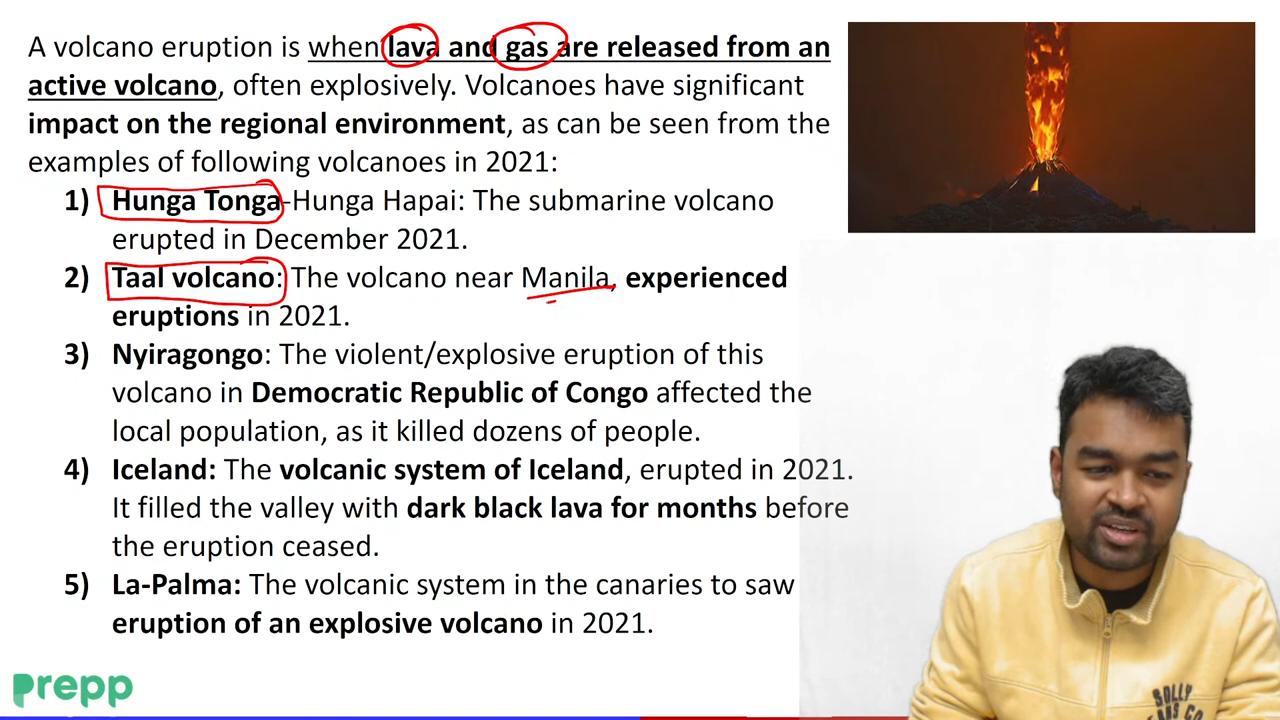 A volcano eruption is when lava and gas are released from an
active volcano, often explosively. Volcanoes have significant
impact on the regional environment, as can be seen from the
examples of following volcanoes in 2021:
1) Hunga Tonga-Hunga Hapai: The submarine volcano
erupted in December 2021.
2) Taal volcano: The volcano near Manila, experienced
eruptions in 2021.
3) Nyiragongo: The violent/explosive eruption of this
volcano in Democratic Republic of Congo affected the
local population, as it killed dozens of people.
4) Iceland: The volcanic system of Iceland, erupted in 2021.
It filled the valley with dark black lava for months before
the eruption ceased.
5) La-Palma: The volcanic system in the canaries to saw
eruption of an explosive volcano in 2021.
prepp
SOLLY